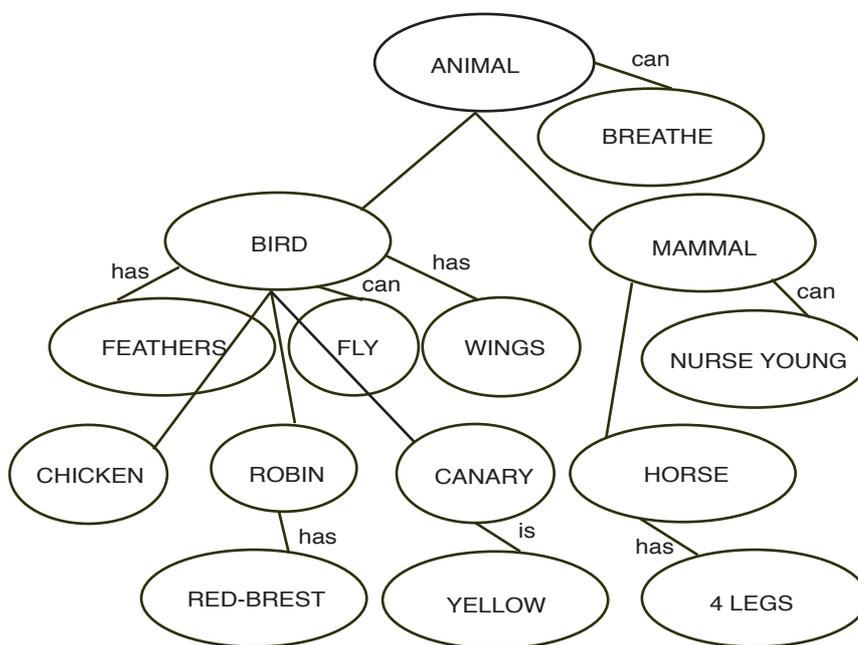 ANIMAL
can
BREATHE
BIRD
MAMMAL
has
can
has
can
FEATHERS
FLY
WINGS
NURSE YOUNG
CHICKEN
ROBIN
CANARY
HORSE
has
is
has
RED-BREST
YELLOW
4 LEGS